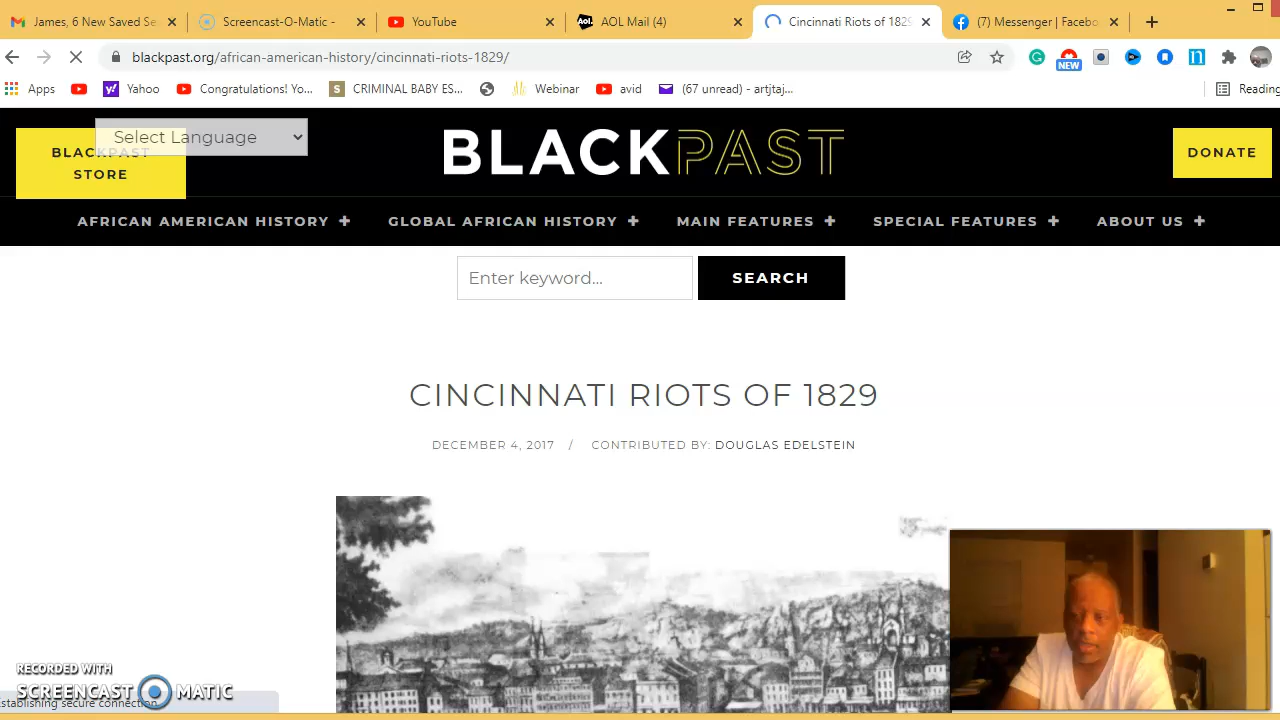 James, 6 New Saved Se
Screencast-O-Matic -
YouTube
AOL Mail (4)
Cincinnati Riots of 1829
(7) Messenger | Facebo
blackpast.org/african-american-history/cincinnati-riots-1829/
NEW
Apps
Yahoo
Congratulations! Yo...
CRIMINAL BABY ES...
Webinar
avid
(67 unread) - artjtaj...
Reading
Select Language
BLACKPAST
STORE
BLACKPAST
DONATE
AFRICAN AMERICAN HISTORY + GLOBAL AFRICAN HISTORY + MAIN FEATURES + SPECIAL FEATURES + ABOUT US +
Enter keyword...
SEARCH
CINCINNATI RIOTS OF 1829
DECEMBER 4, 2017 / CONTRIBUTED BY: DOUGLAS EDELSTEIN
RECORDED WITH
SCREENCAST MATIC
Establishing secure connection...